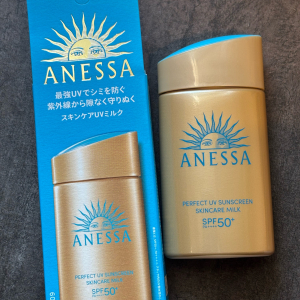 ANESSA
最強UVでシミを防ぐ
紫外線から隙なく守りぬく
スキンケアUVミルク
ANESSA
PERFECT UV SUNSCREEN
SKINCARE MILK
SPF50+
ANESSA
PERFECT UV SUNSCREEN
SKINCARE MILK
SPF50+